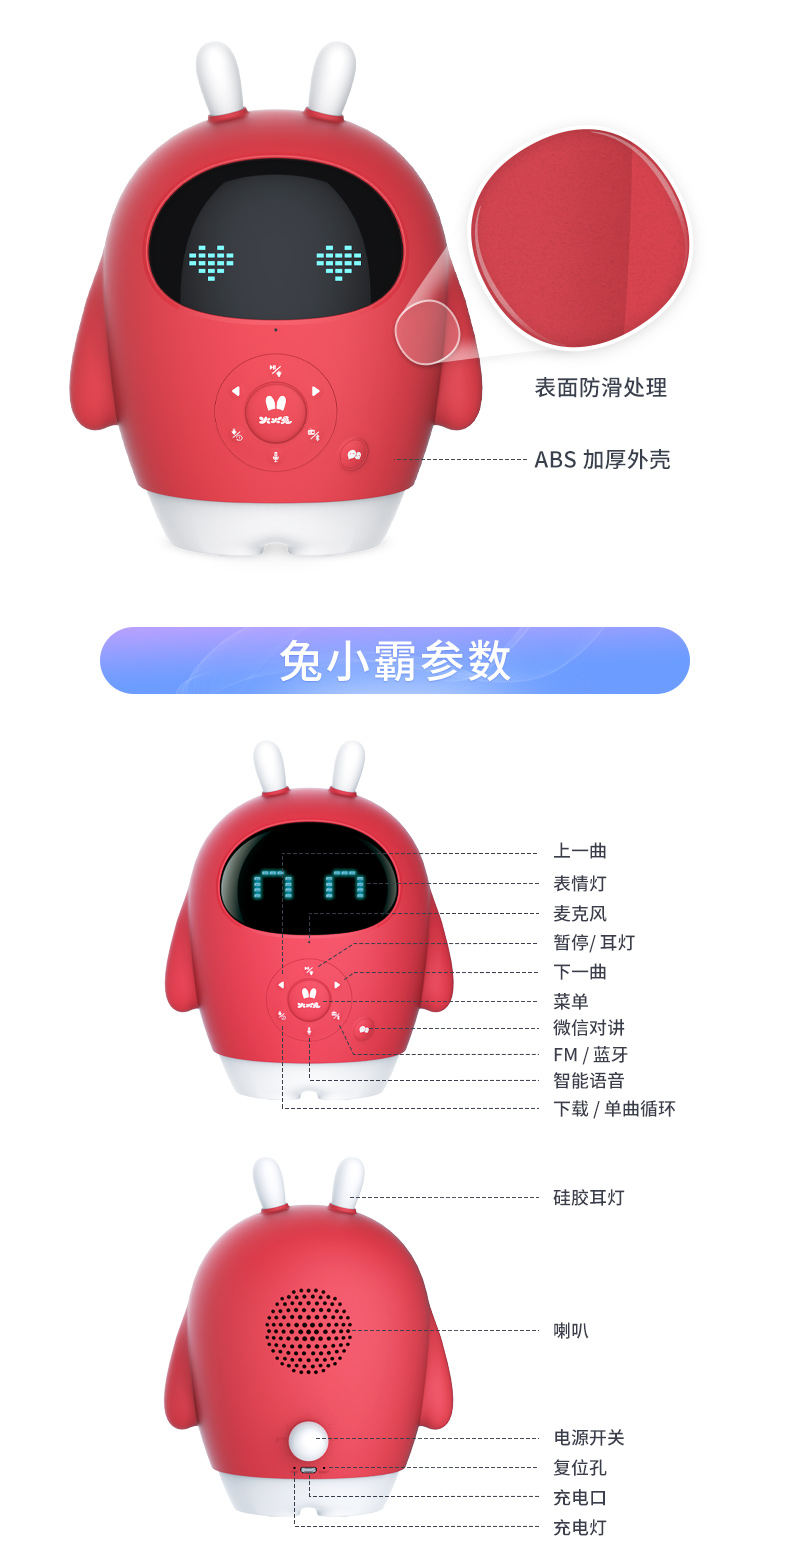 表面防滑处理
ABS 加厚外壳
兔小霸参数
上一曲
表情灯
麦克风
暂停/ 耳灯
下一曲
菜单
微信对讲
FM / 蓝牙
智能语音
下载 / 单曲循环
硅胶耳灯
喇叭
电源开关
复位孔
充电口
充电灯